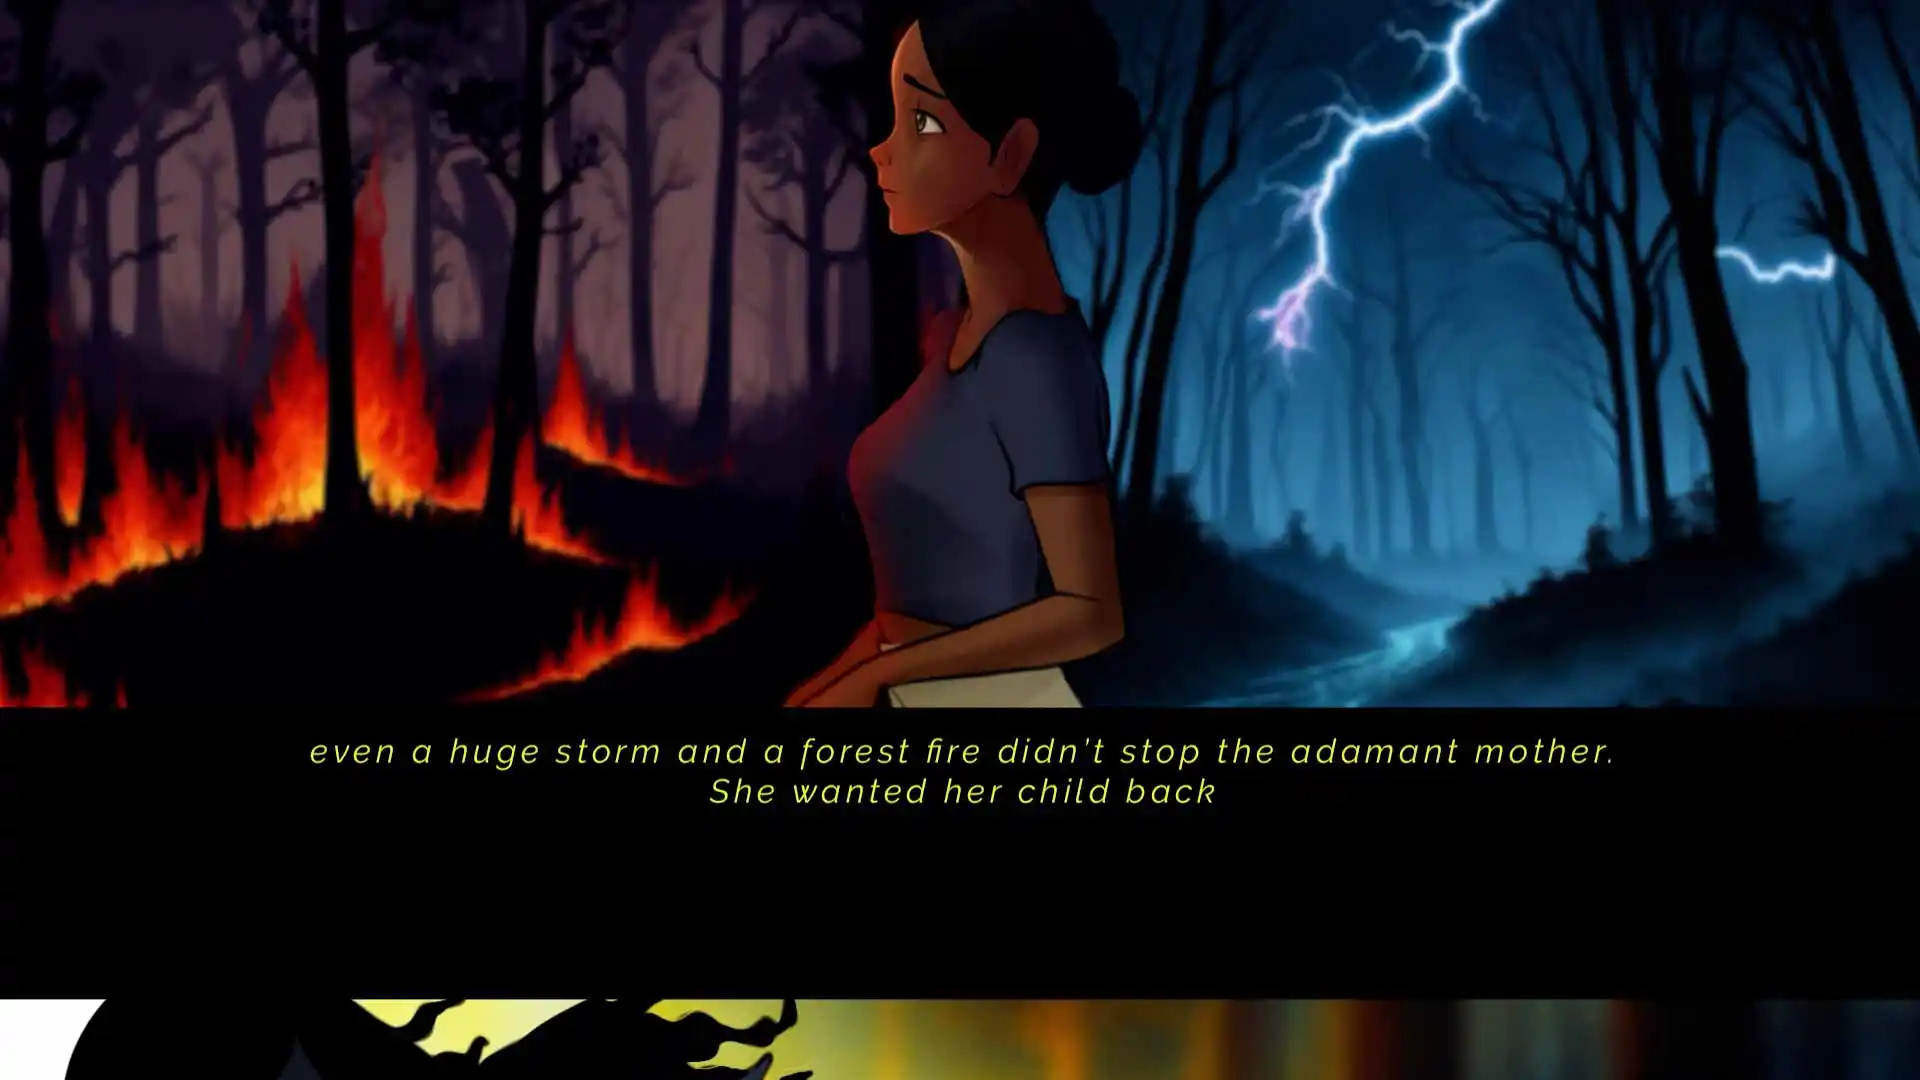 even a huge storm and a forest fire didn't stop the adamant mother.
She wanted her child back